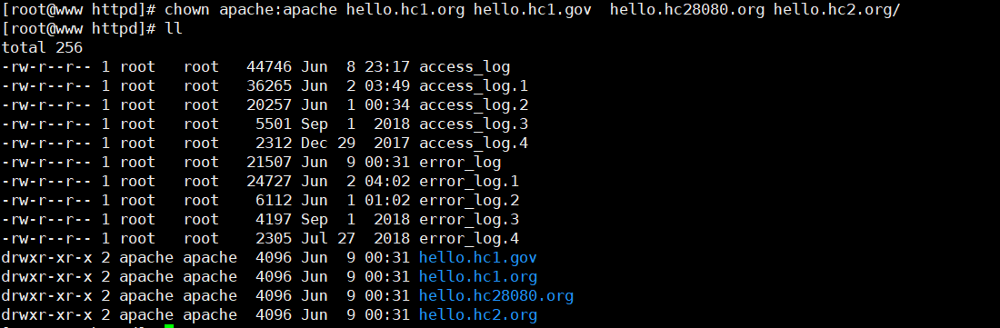 [root@www httpd]# chown apache:apache hello.hc1.org hello.hc1.gov  hello.hc28080.org hello.hc2.org/
[root@www httpd]# ll
total 256
-rw-r--r-- 1 root   root   44746 Jun  8 23:17 access_log
-rw-r--r-- 1 root   root   36265 Jun  2 03:49 access_log.1
-rw-r--r-- 1 root   root   20257 Jun  1 00:34 access_log.2
-rw-r--r-- 1 root   root    5501 Sep  1  2018 access_log.3
-rw-r--r-- 1 root   root    2312 Dec 29  2017 access_log.4
-rw-r--r-- 1 root   root   21507 Jun  9 00:31 error_log
-rw-r--r-- 1 root   root   24727 Jun  2 04:02 error_log.1
-rw-r--r-- 1 root   root    6112 Jun  1 01:02 error_log.2
-rw-r--r-- 1 root   root    4197 Sep  1  2018 error_log.3
-rw-r--r-- 1 root   root    2305 Jul 27  2018 error_log.4
drwxr-xr-x 2 apache apache  4096 Jun  9 00:31 hello.hc1.gov
drwxr-xr-x 2 apache apache  4096 Jun  9 00:31 hello.hc1.org
drwxr-xr-x 2 apache apache  4096 Jun  9 00:31 hello.hc28080.org
drwxr-xr-x 2 apache apache  4096 Jun  9 00:31 hello.hc2.org